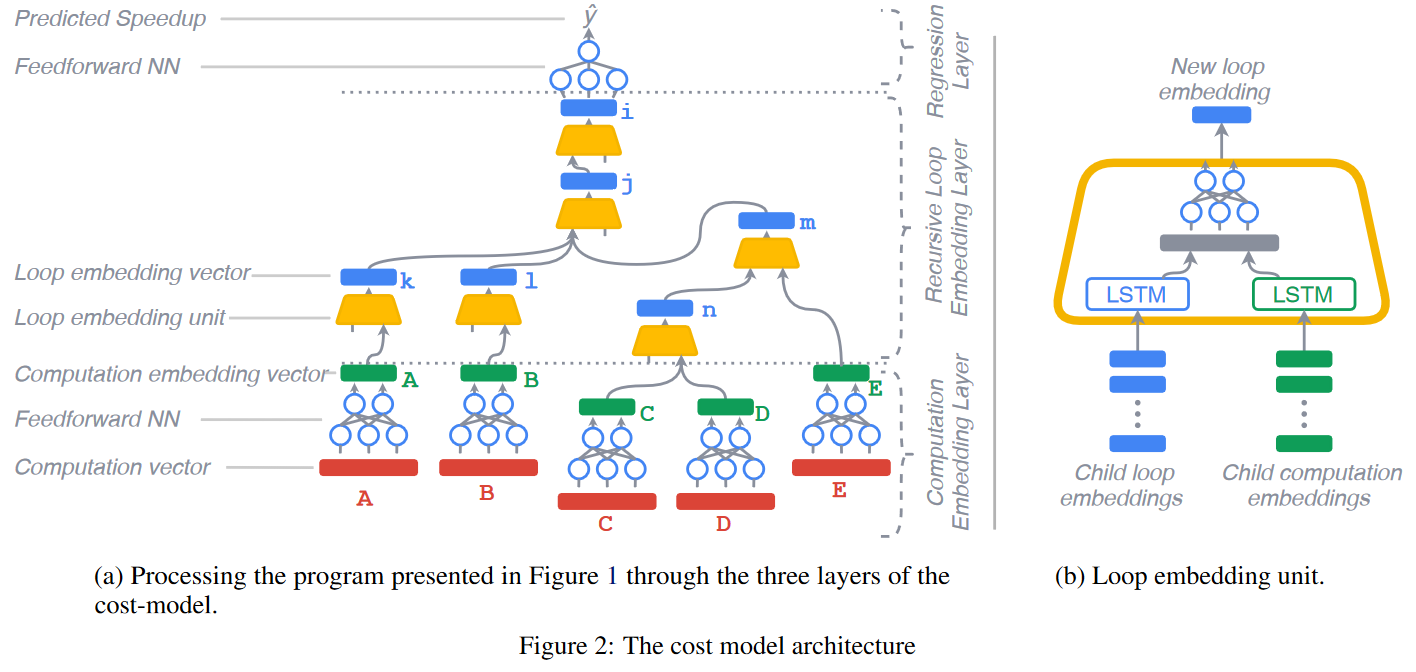 Predicted Speedup
ŷ
Feedforward NN
Regression
Layer
i
j
m
Recursive Loop
Embedding Layer
Loop embedding vector
k
l
Loop embedding unit
n
Computation embedding vector
A
B
E
C
D
Feedforward NN
Computation
Embedding Layer
Computation vector
A
B
E
C
D
New loop
embedding
LSTM
LSTM
Child loop
embeddings
Child computation
embeddings
(a) Processing the program presented in Figure 1 through the three layers of the
cost-model.
(b) Loop embedding unit.
Figure 2: The cost model architecture